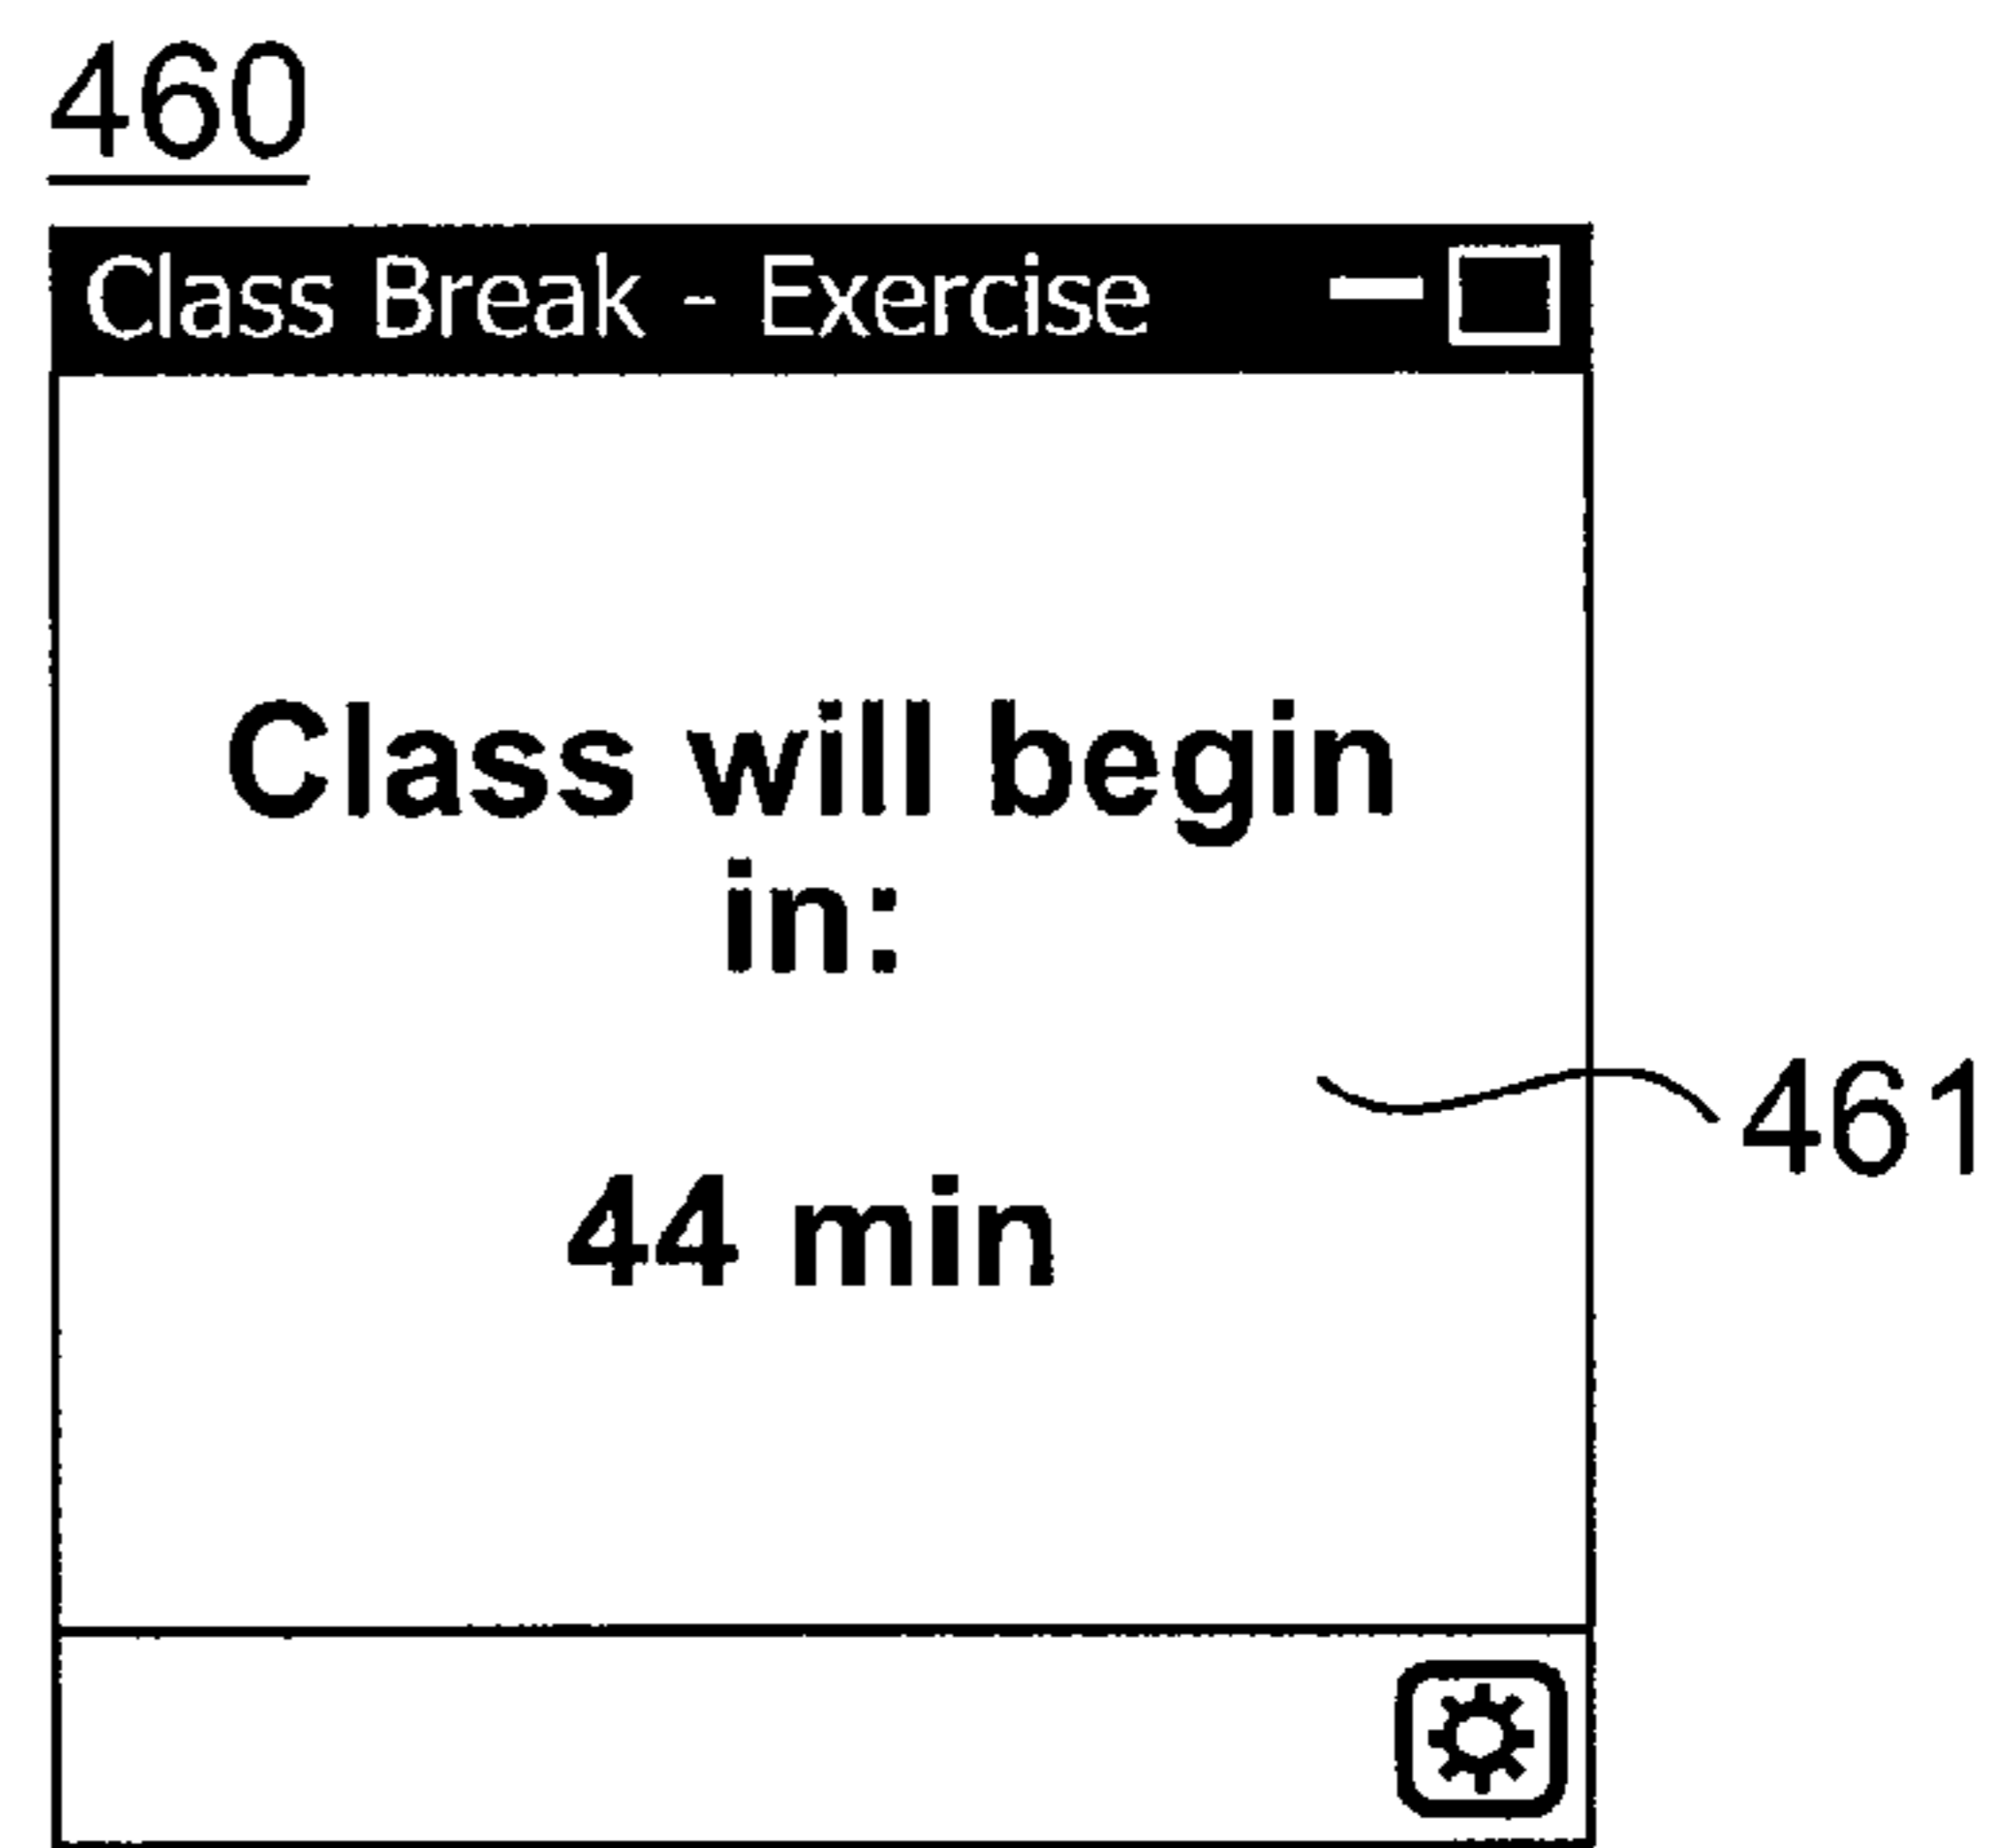 460
Class Break - Exercise
Class will begin
in:
461
44 min